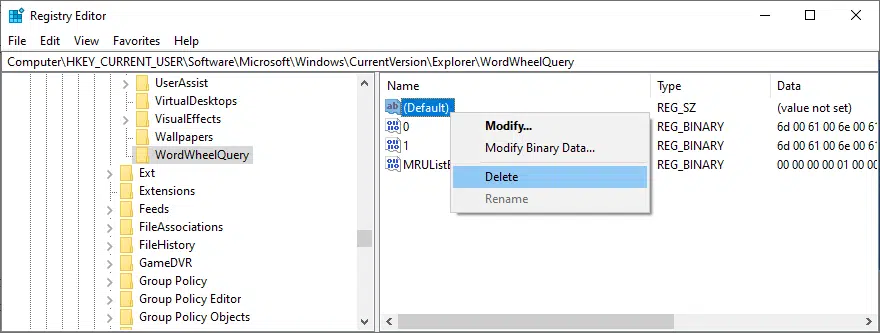 Registry Editor
File Edit View Favorites Help
Computer\HKEY_CURRENT_USER\Software\Microsoft\Windows\CurrentVersion\Explorer\WordWheelQuery
UserAssist
VirtualDesktops
VisualEffects
Wallpapers
WordWheelQuery
Ext
Extensions
Feeds
FileAssociations
FileHistory
GameDVR
Group Policy
Group Policy Editor
Group Policy Objects
Name Type Data
ab (Default) REG_SZ (value not set)
0 REG_BINARY 6d 00 61 00 6e 00 61
1 REG_BINARY 6d 00 61 00 6e 00 61
MRUListE REG_BINARY 00 00 00 00 01 00 00
Modify...
Modify Binary Data...
Delete
Rename